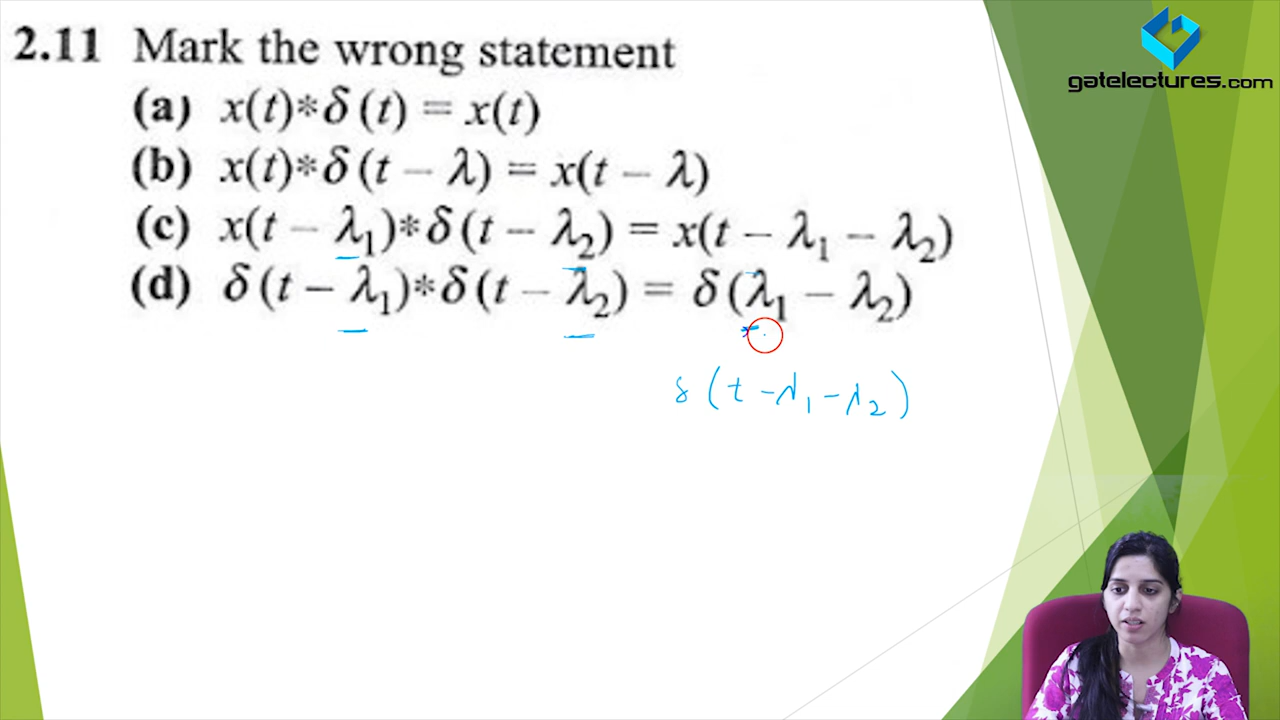 2.11 Mark the wrong statement
gatelectures.com
(a) x(t)*δ(t) = x(t)
(b) x(t)*δ(t − λ) = x(t − λ)
(c) x(t − λ₁)*δ(t − λ₂) = x(t − λ₁ − λ₂)
(d) δ(t − λ₁)*δ(t − λ₂) = δ(λ₁ − λ₂)
δ(t − λ₁ − λ₂)